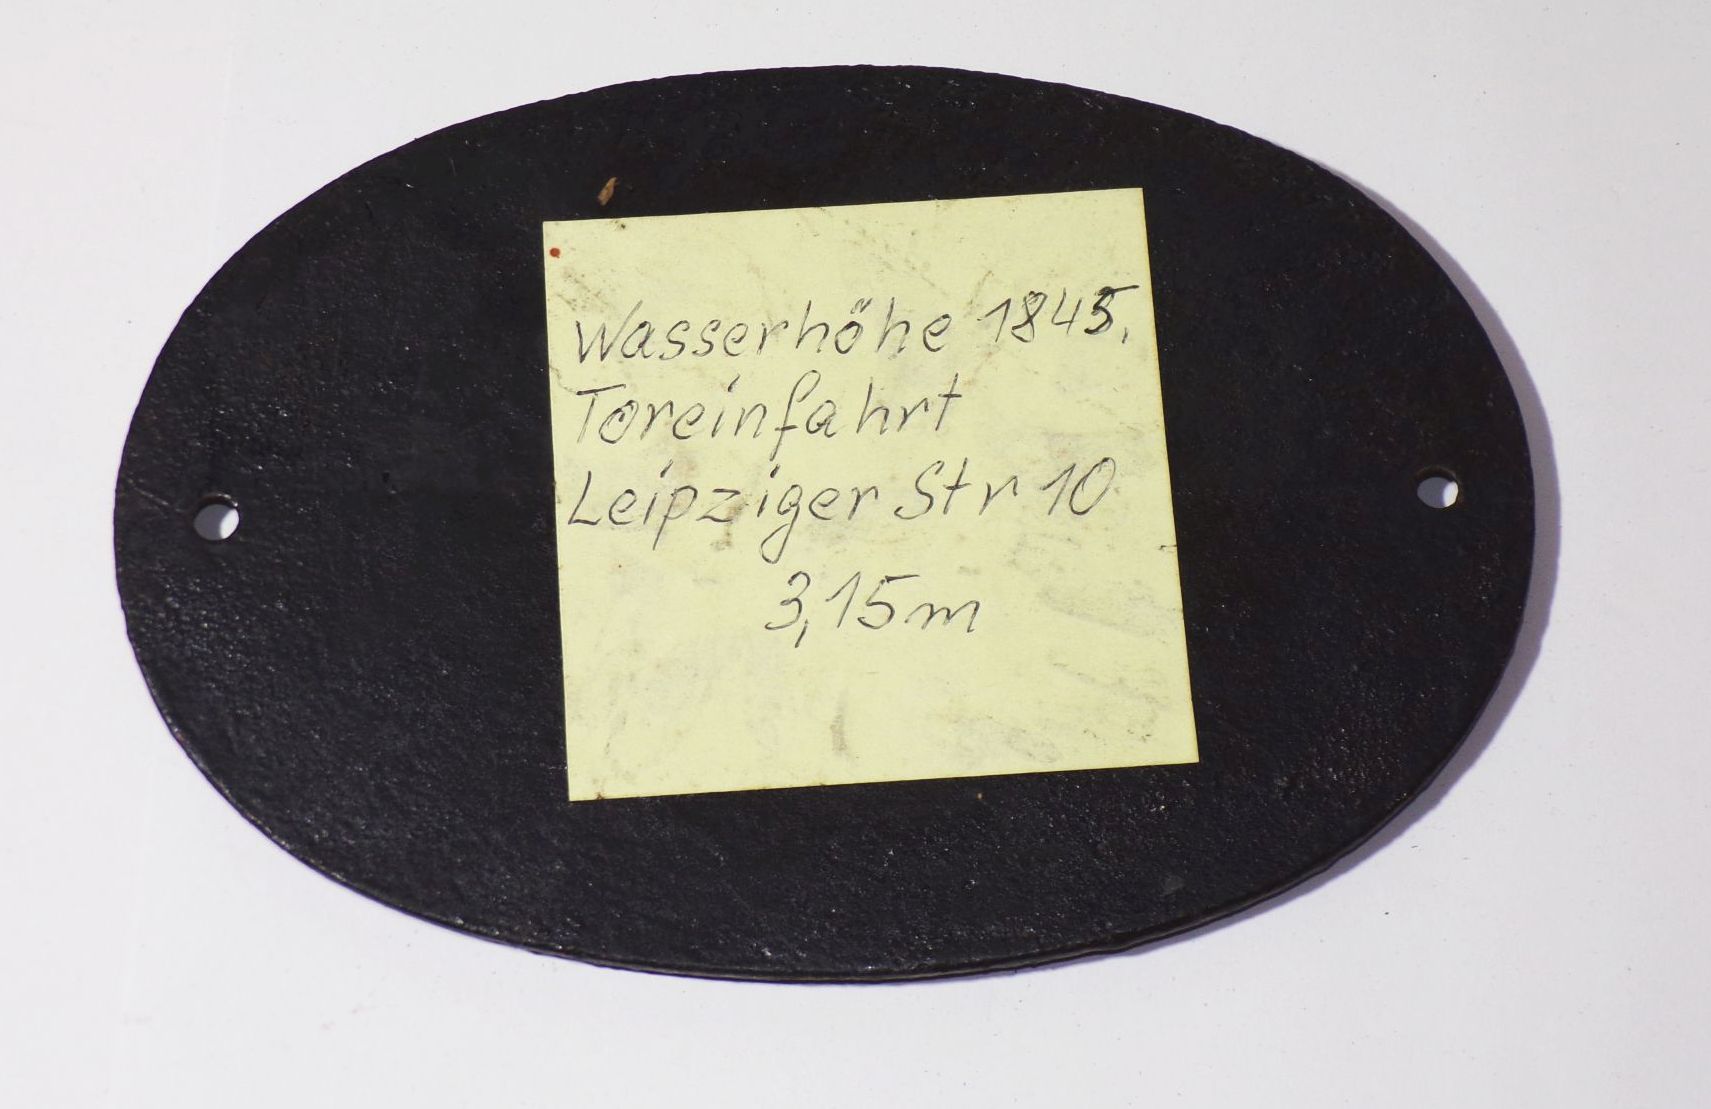 Wasserhöhe 1845,
Toreinfahrt
Leipziger Str 10
3,15m